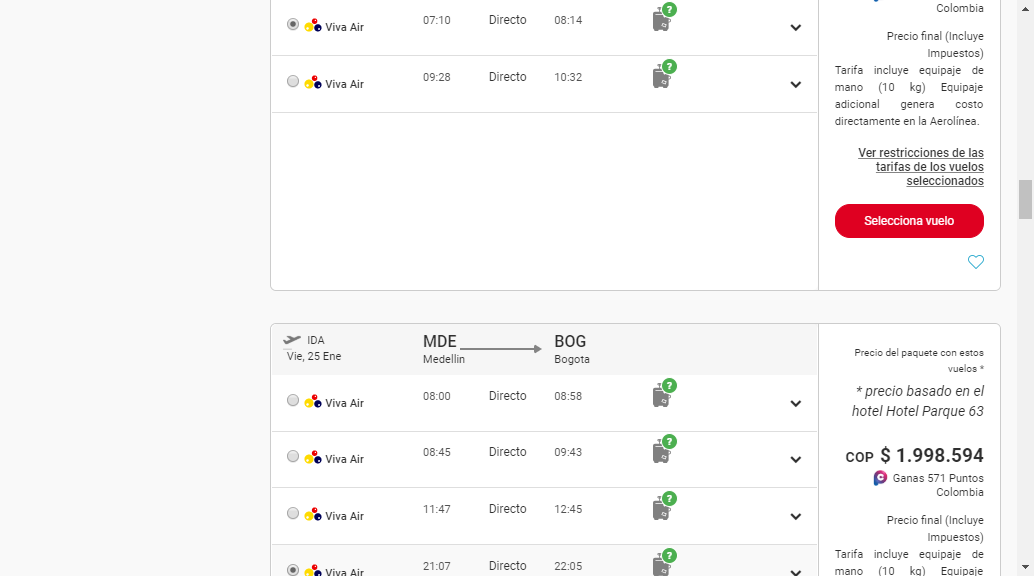 Viva Air 07:10 Directo 08:14 ?
Viva Air 09:28 Directo 10:32 ?
Colombia
Precio final (Incluye
Impuestos)
Tarifa incluye equipaje de
mano (10 kg) Equipaje
adicional genera costo
directamente en la Aerolínea.
Ver restricciones de las
tarifas de los vuelos
seleccionados
Selecciona vuelo
IDA
Vie, 25 Ene
MDE BOG
Medellin Bogota
Viva Air 08:00 Directo 08:58 ?
Viva Air 08:45 Directo 09:43 ?
Viva Air 11:47 Directo 12:45 ?
Viva Air 21:07 Directo 22:05 ?
Precio del paquete con estos
vuelos *
* precio basado en el
hotel Hotel Parque 63
COP $ 1.998.594
Ganas 571 Puntos
Colombia
Precio final (Incluye
Impuestos)
Tarifa incluye equipaje de
mano (10 kg) Equipaje